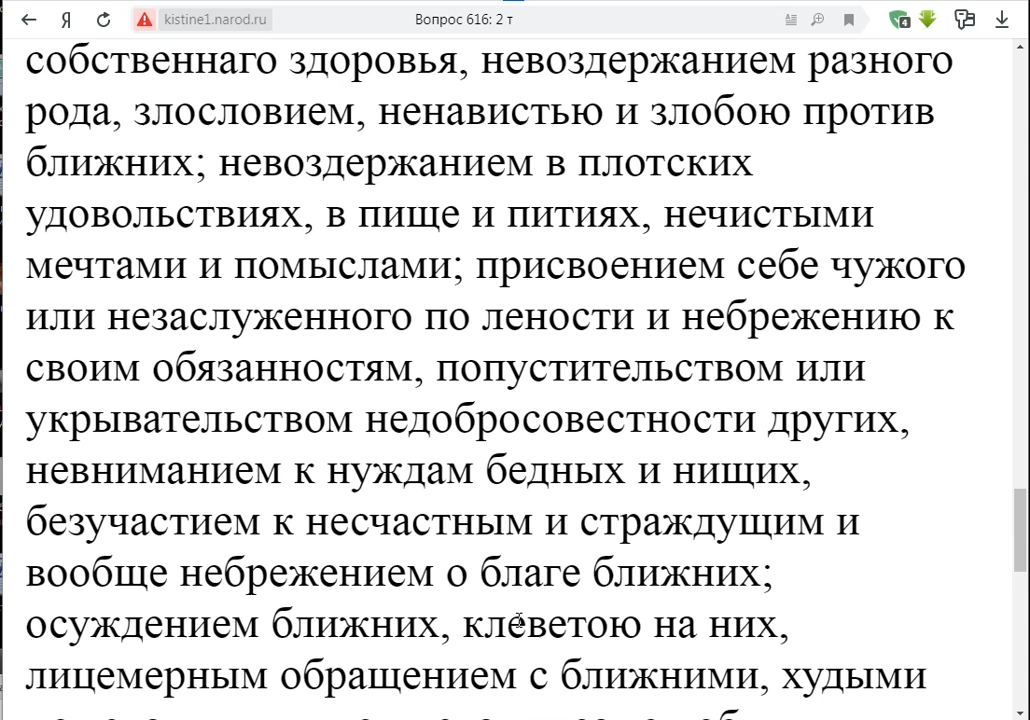 kistine1.narod.ru
Вопрос 616: 2 т
4
собственнаго здоровья, невоздержанием разного
рода, злословием, ненавистью и злобою против
ближних; невоздержанием в плотских
удовольствиях, в пище и питиях, нечистыми
мечтами и помыслами; присвоением себе чужого
или незаслуженного по лености и небрежению к
своим обязанностям, попустительством или
укрывательством недобросовестности других,
невниманием к нуждам бедных и нищих,
безучастием к несчастным и страждущим и
вообще небрежением о благе ближних;
осуждением ближних, клеветою на них,
лицемерным обращением с ближними, худыми